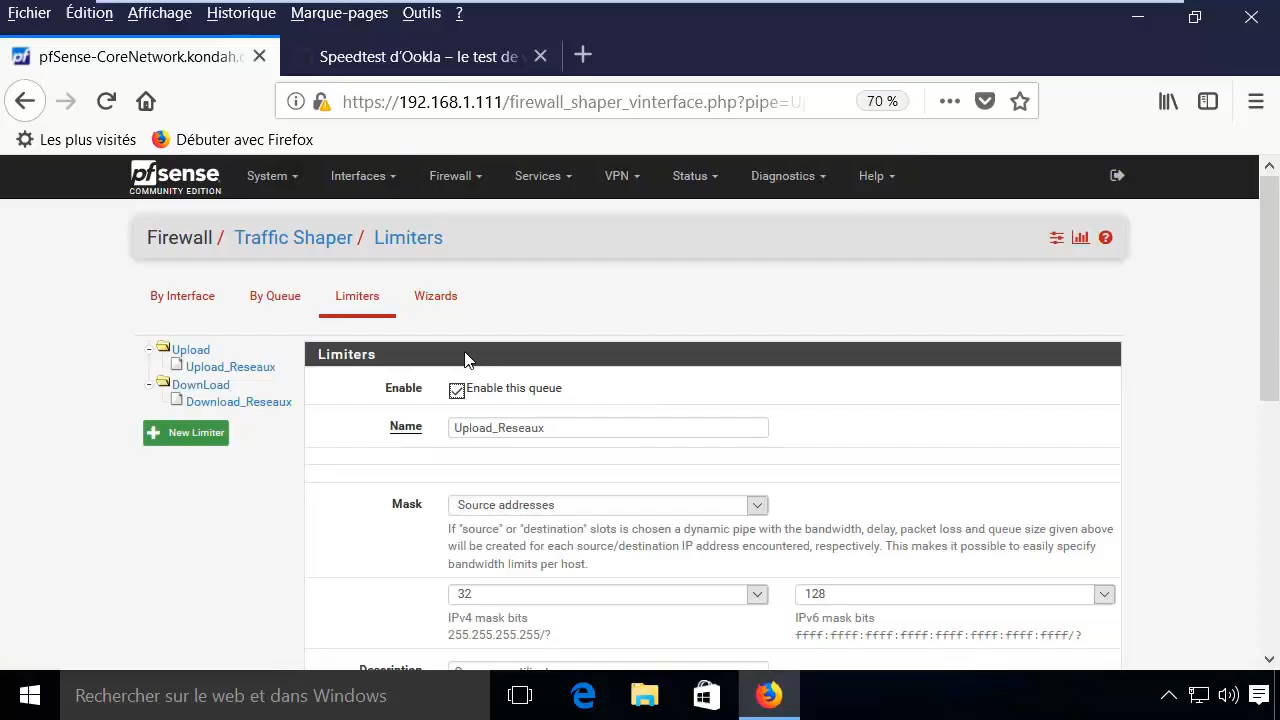 Fichier Édition Affichage Historique Marque-pages Outils ?
pfSense-CoreNetwork.kondah. Speedtest d'Ookla – le test de
https://192.168.1.111/firewall_shaper_vinterface.php?pipe=U 70 %
Les plus visités Débuter avec Firefox
pfsense
COMMUNITY EDITION
System Interfaces Firewall Services VPN Status Diagnostics Help
Firewall / Traffic Shaper / Limiters
By Interface By Queue Limiters Wizards
Upload
Upload_Reseaux
DownLoad
Download_Reseaux
New Limiter
Limiters
Enable Enable this queue
Name Upload_Reseaux
Mask Source addresses
If "source" or "destination" slots is chosen a dynamic pipe with the bandwidth, delay, packet loss and queue size given above
will be created for each source/destination IP address encountered, respectively. This makes it possible to easily specify
bandwidth limits per host.
32 128
IPv4 mask bits IPv6 mask bits
255.255.255.255/? ffff:ffff:ffff:ffff:ffff:ffff:ffff:ffff/?
Description
Rechercher sur le web et dans Windows